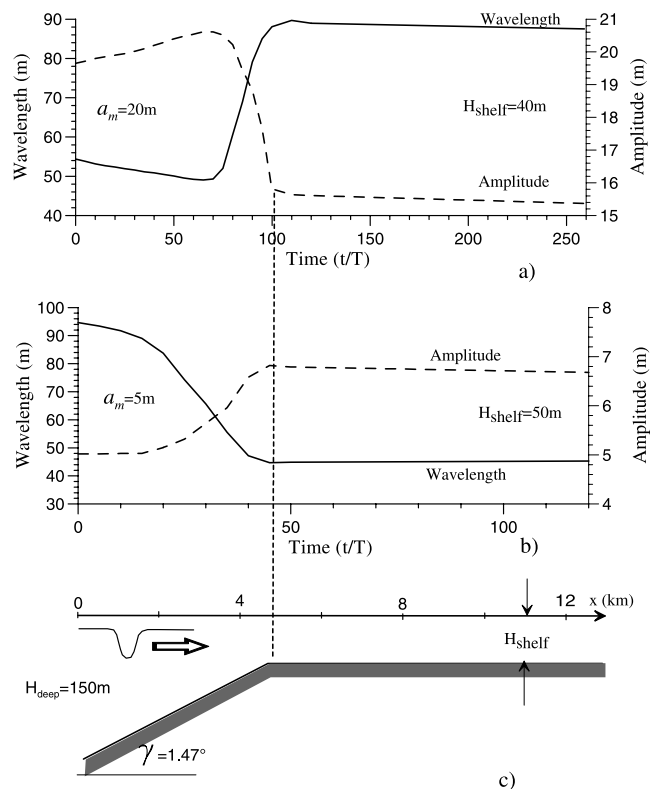 90
80
70
60
50
40
Wavelength (m)
21
20
19
18
17
16
15
Amplitude (m)
Wavelength
a_m=20m
H_shelf=40m
Amplitude
0 50 100 150 200 250
Time (t/T)
a)
100
90
80
70
60
50
40
30
Wavelength (m)
8
7
6
5
4
Amplitude (m)
Amplitude
a_m=5m
H_shelf=50m
Wavelength
0 50 100
Time (t/T)
b)
0 4 8 12 x (km)
H_shelf
H_deep=150m
γ=1.47°
c)